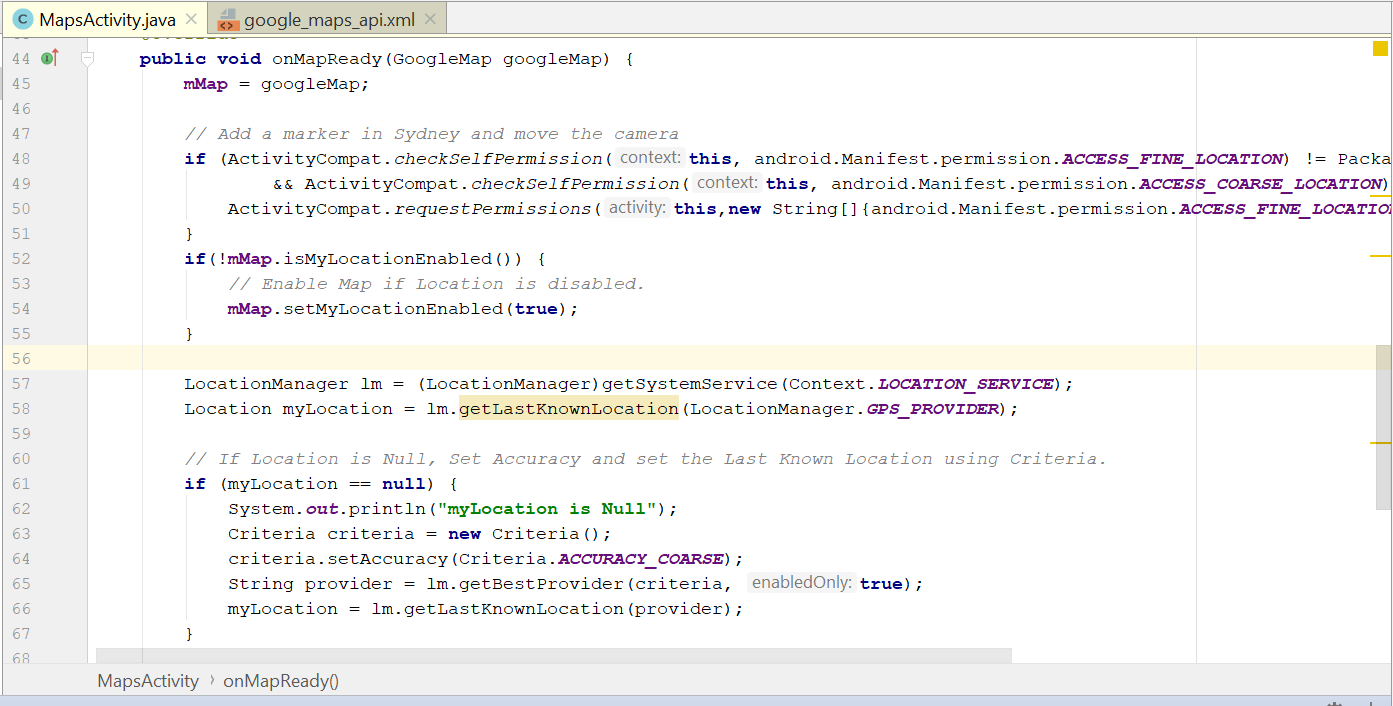 MapsActivity.java google_maps_api.xml
44 public void onMapReady(GoogleMap googleMap) {
45 mMap = googleMap;
46
47 // Add a marker in Sydney and move the camera
48 if (ActivityCompat.checkSelfPermission( context: this, android.Manifest.permission.ACCESS_FINE_LOCATION) != Packa
49 && ActivityCompat.checkSelfPermission( context: this, android.Manifest.permission.ACCESS_COARSE_LOCATION)
50 ActivityCompat.requestPermissions( activity: this,new String[]{android.Manifest.permission.ACCESS_FINE_LOCATIO
51 }
52 if(!mMap.isMyLocationEnabled()) {
53 // Enable Map if Location is disabled.
54 mMap.setMyLocationEnabled(true);
55 }
56
57 LocationManager lm = (LocationManager)getSystemService(Context.LOCATION_SERVICE);
58 Location myLocation = lm.getLastKnownLocation(LocationManager.GPS_PROVIDER);
59
60 // If Location is Null, Set Accuracy and set the Last Known Location using Criteria.
61 if (myLocation == null) {
62 System.out.println("myLocation is Null");
63 Criteria criteria = new Criteria();
64 criteria.setAccuracy(Criteria.ACCURACY_COARSE);
65 String provider = lm.getBestProvider(criteria, enabledOnly: true);
66 myLocation = lm.getLastKnownLocation(provider);
67 }
68
MapsActivity › onMapReady()